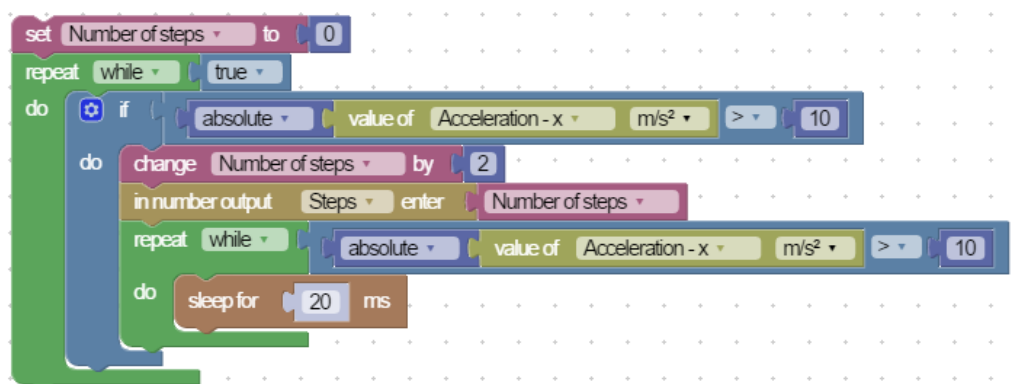 set Number of steps to 0
repeat while true
do if absolute value of Acceleration - x m/s² > 10
do change Number of steps by 2
in number output Steps enter Number of steps
repeat while absolute value of Acceleration - x m/s² > 10
do sleep for 20 ms